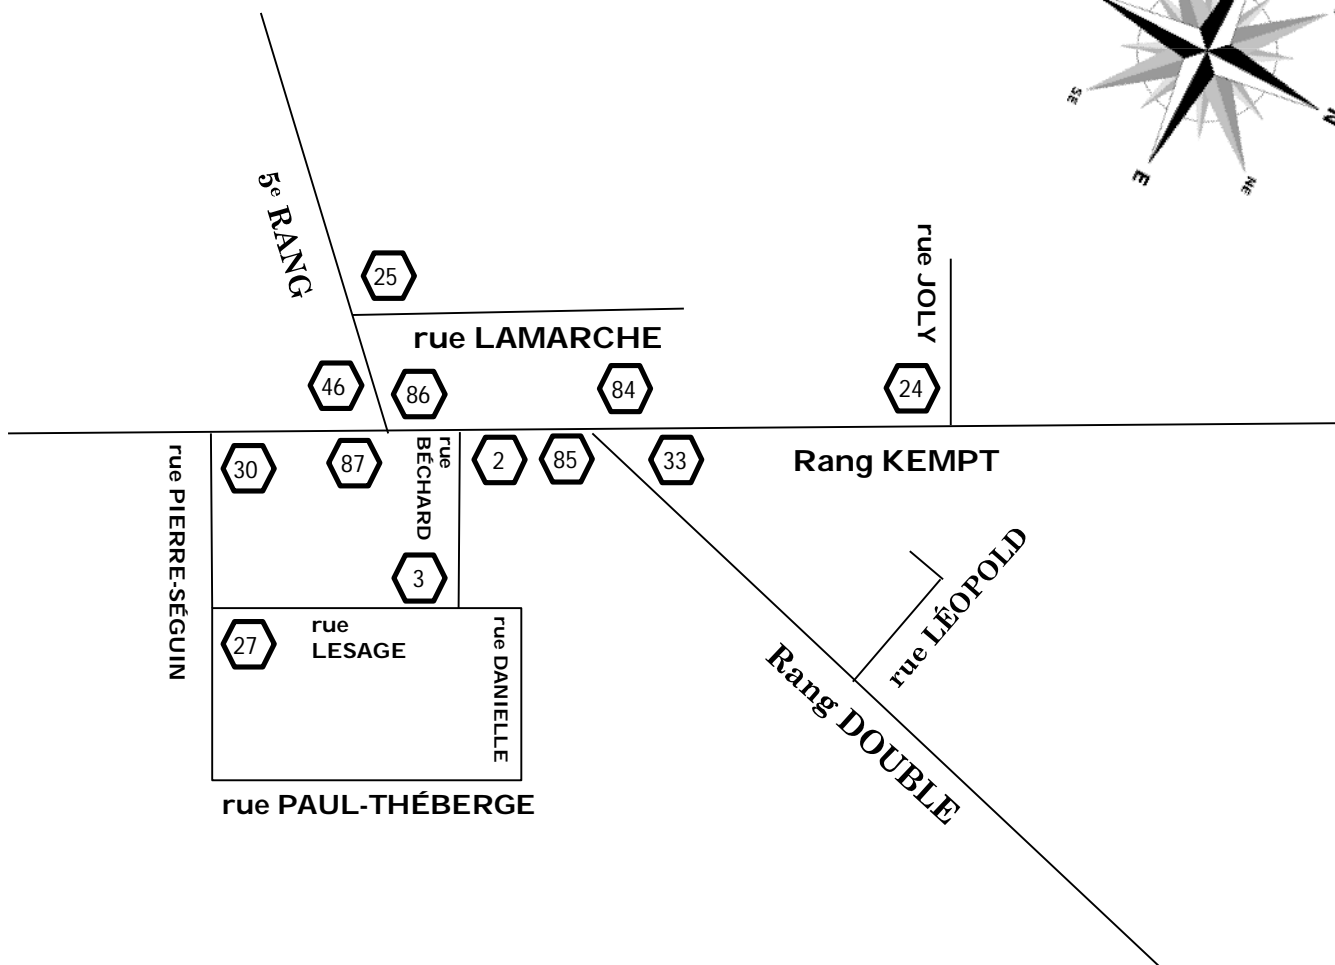 SE
N
E
NE
5e RANG
rue JOLY
25
rue LAMARCHE
46
86
84
24
rue PIERRE-SÉGUIN
30
87
rue
BÉCHARD
2
85
33
Rang KEMPT
3
rue LÉOPOLD
27
rue
LESAGE
rue DANIELLE
Rang DOUBLE
rue PAUL-THÉBERGE